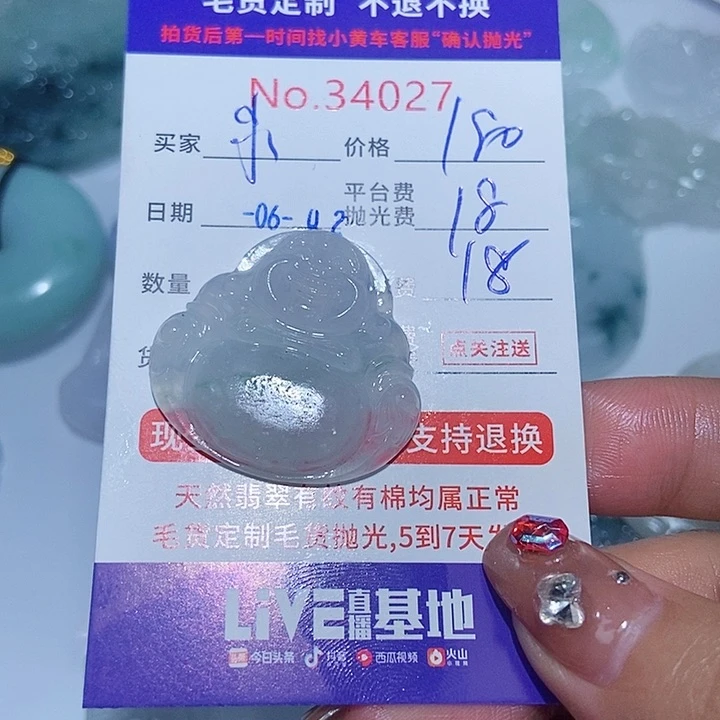 毛货定制 不退不换
拍货后第一时间找小黄车客服“确认抛光”
No.34027
买家 价格 180
日期 -06- 平台费
抛光费 18
数量 费 18
点关注送
现 支持退换
天然翡翠有纹有棉均属正常
毛货定制毛货抛光,5到7天
LiVE直播基地
今日头条 抖音 西瓜视频 火山小视频